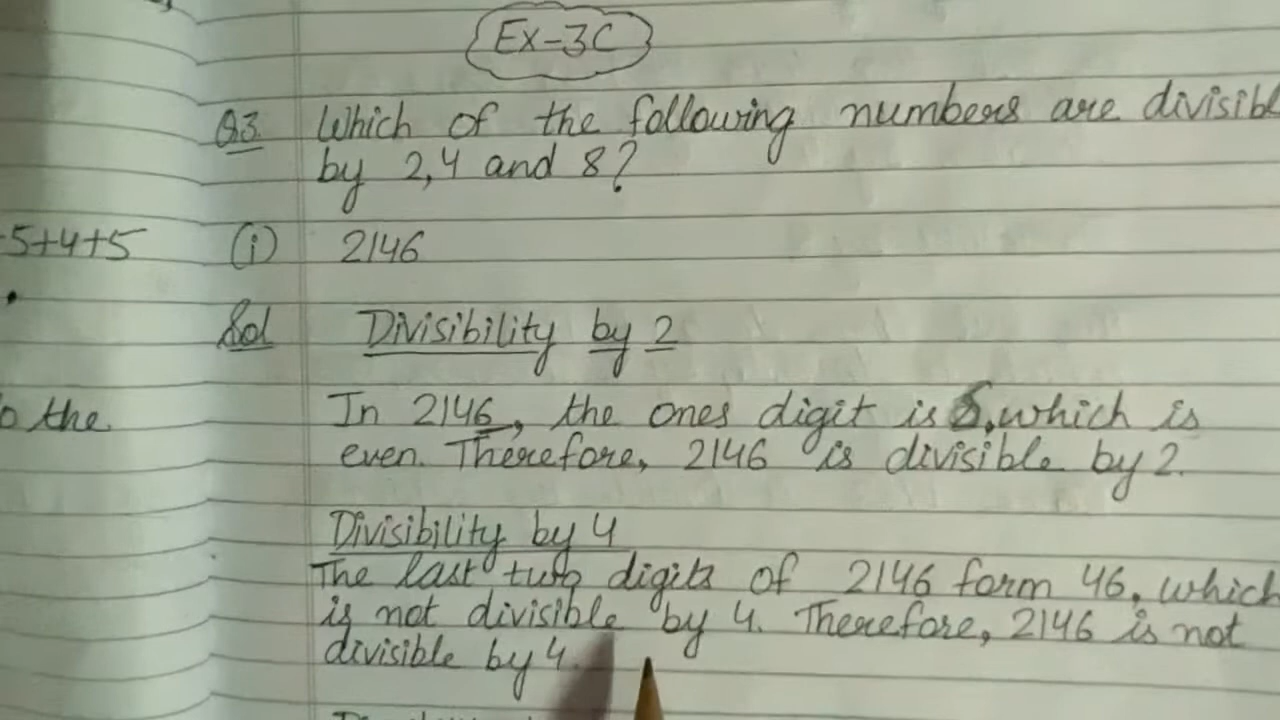 Ex-3C
Q3 Which of the following numbers are divisibl
by 2,4 and 8?
5+4+5 (i) 2146
Sol Divisibility by 2
the
In 2146, the ones digit is 6, which is
even. Therefore, 2146 is divisible by 2.
Divisibility by 4
The last two digits of 2146 form 46, which
is not divisible by 4. Therefore, 2146 is not
divisible by 4.